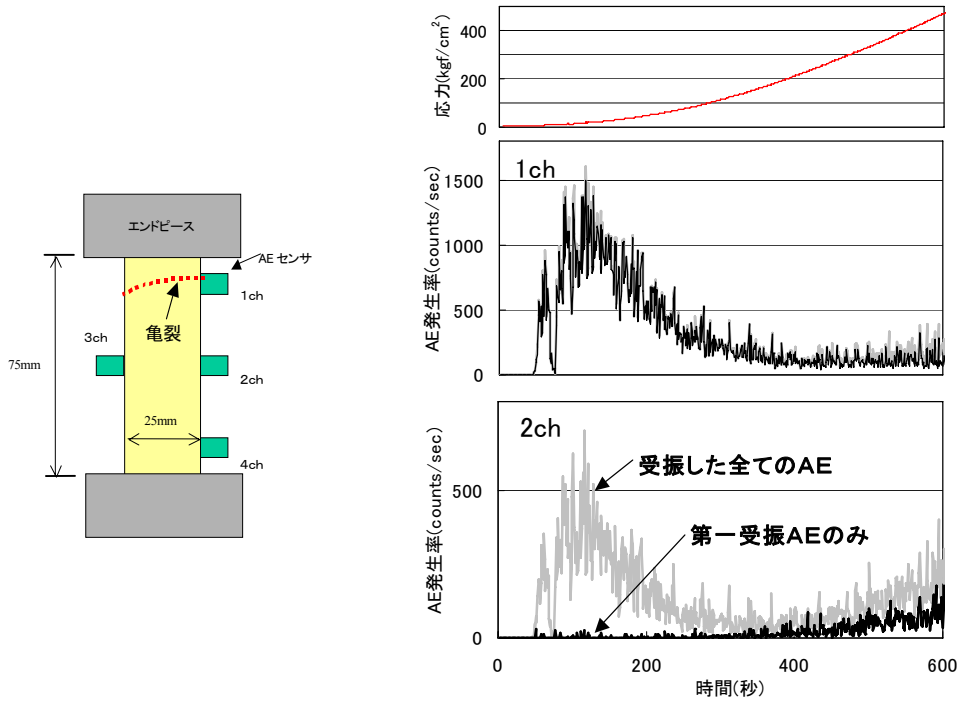 エンドピース
AEセンサ
1ch
亀裂
3ch
2ch
75mm
25mm
4ch
応力(kgf/cm²)
400
200
0
1ch
AE発生率(counts/sec)
1500
1000
500
0
2ch
受振した全てのAE
第一受振AEのみ
AE発生率(counts/sec)
500
0
0
200
400
600
時間(秒)